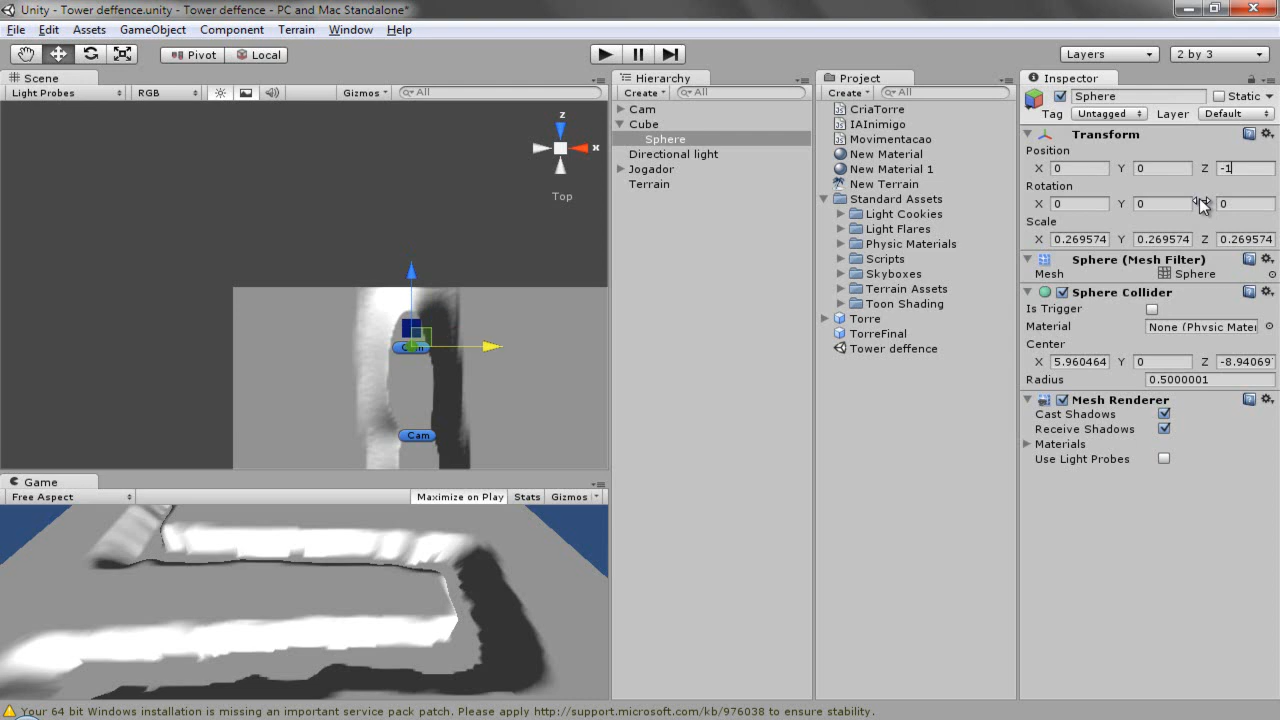 Unity - Tower deffence.unity - Tower deffence - PC and Mac Standalone*
File Edit Assets GameObject Component Terrain Window Help
Pivot Local Layers 2 by 3
Scene
Light Probes RGB Gizmos All
z
x
Top
Game
Free Aspect Maximize on Play Stats Gizmos
Cam
Cam
Hierarchy
Create All
Cam
Cube
Sphere
Directional light
Jogador
Terrain
Project
Create All
CriaTorre
IAInimigo
Movimentacao
New Material
New Material 1
New Terrain
Standard Assets
Light Cookies
Light Flares
Physic Materials
Scripts
Skyboxes
Terrain Assets
Toon Shading
Torre
TorreFinal
Tower deffence
Inspector
Sphere Static
Tag Untagged Layer Default
Transform
Position
X 0 Y 0 Z -1
Rotation
X 0 Y 0 0
Scale
X 0.269574 Y 0.269574 Z 0.269574
Sphere (Mesh Filter)
Mesh Sphere
Sphere Collider
Is Trigger
Material None (Physic Mater
Center
X 5.960464 Y 0 Z -8.940697
Radius 0.5000001
Mesh Renderer
Cast Shadows
Receive Shadows
Materials
Use Light Probes
Your 64 bit Windows installation is missing an important service pack patch. Please apply http://support.microsoft.com/kb/976038 to ensure stability.